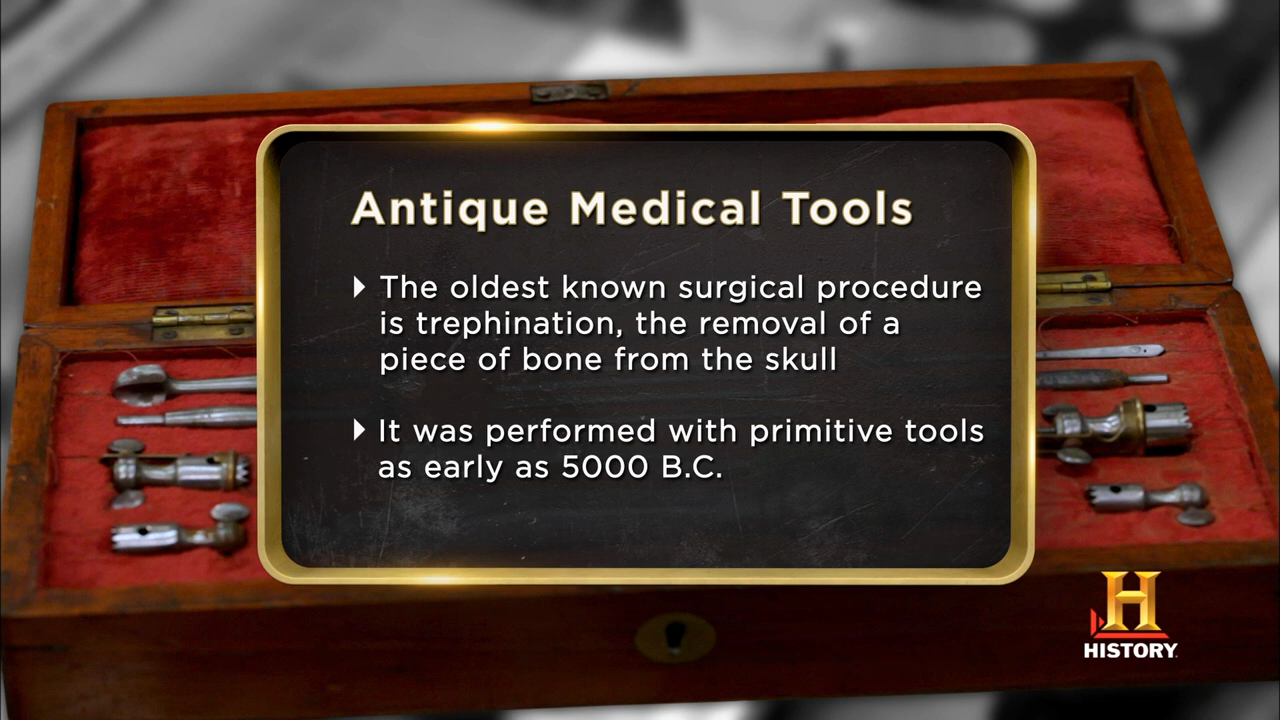 Antique Medical Tools
The oldest known surgical procedure
is trephination, the removal of a
piece of bone from the skull
It was performed with primitive tools
as early as 5000 B.C.
H
HISTORY